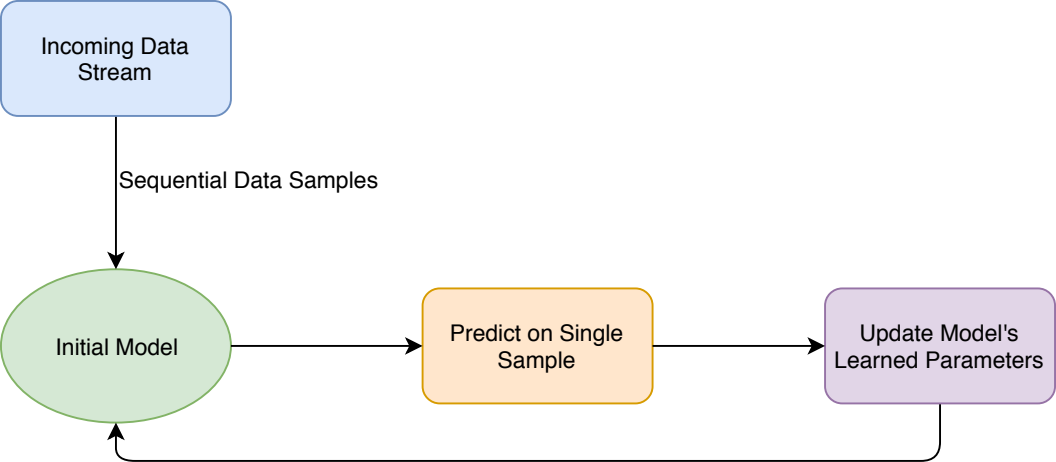 Incoming Data
Stream
Sequential Data Samples
Initial Model
Predict on Single
Sample
Update Model's
Learned Parameters